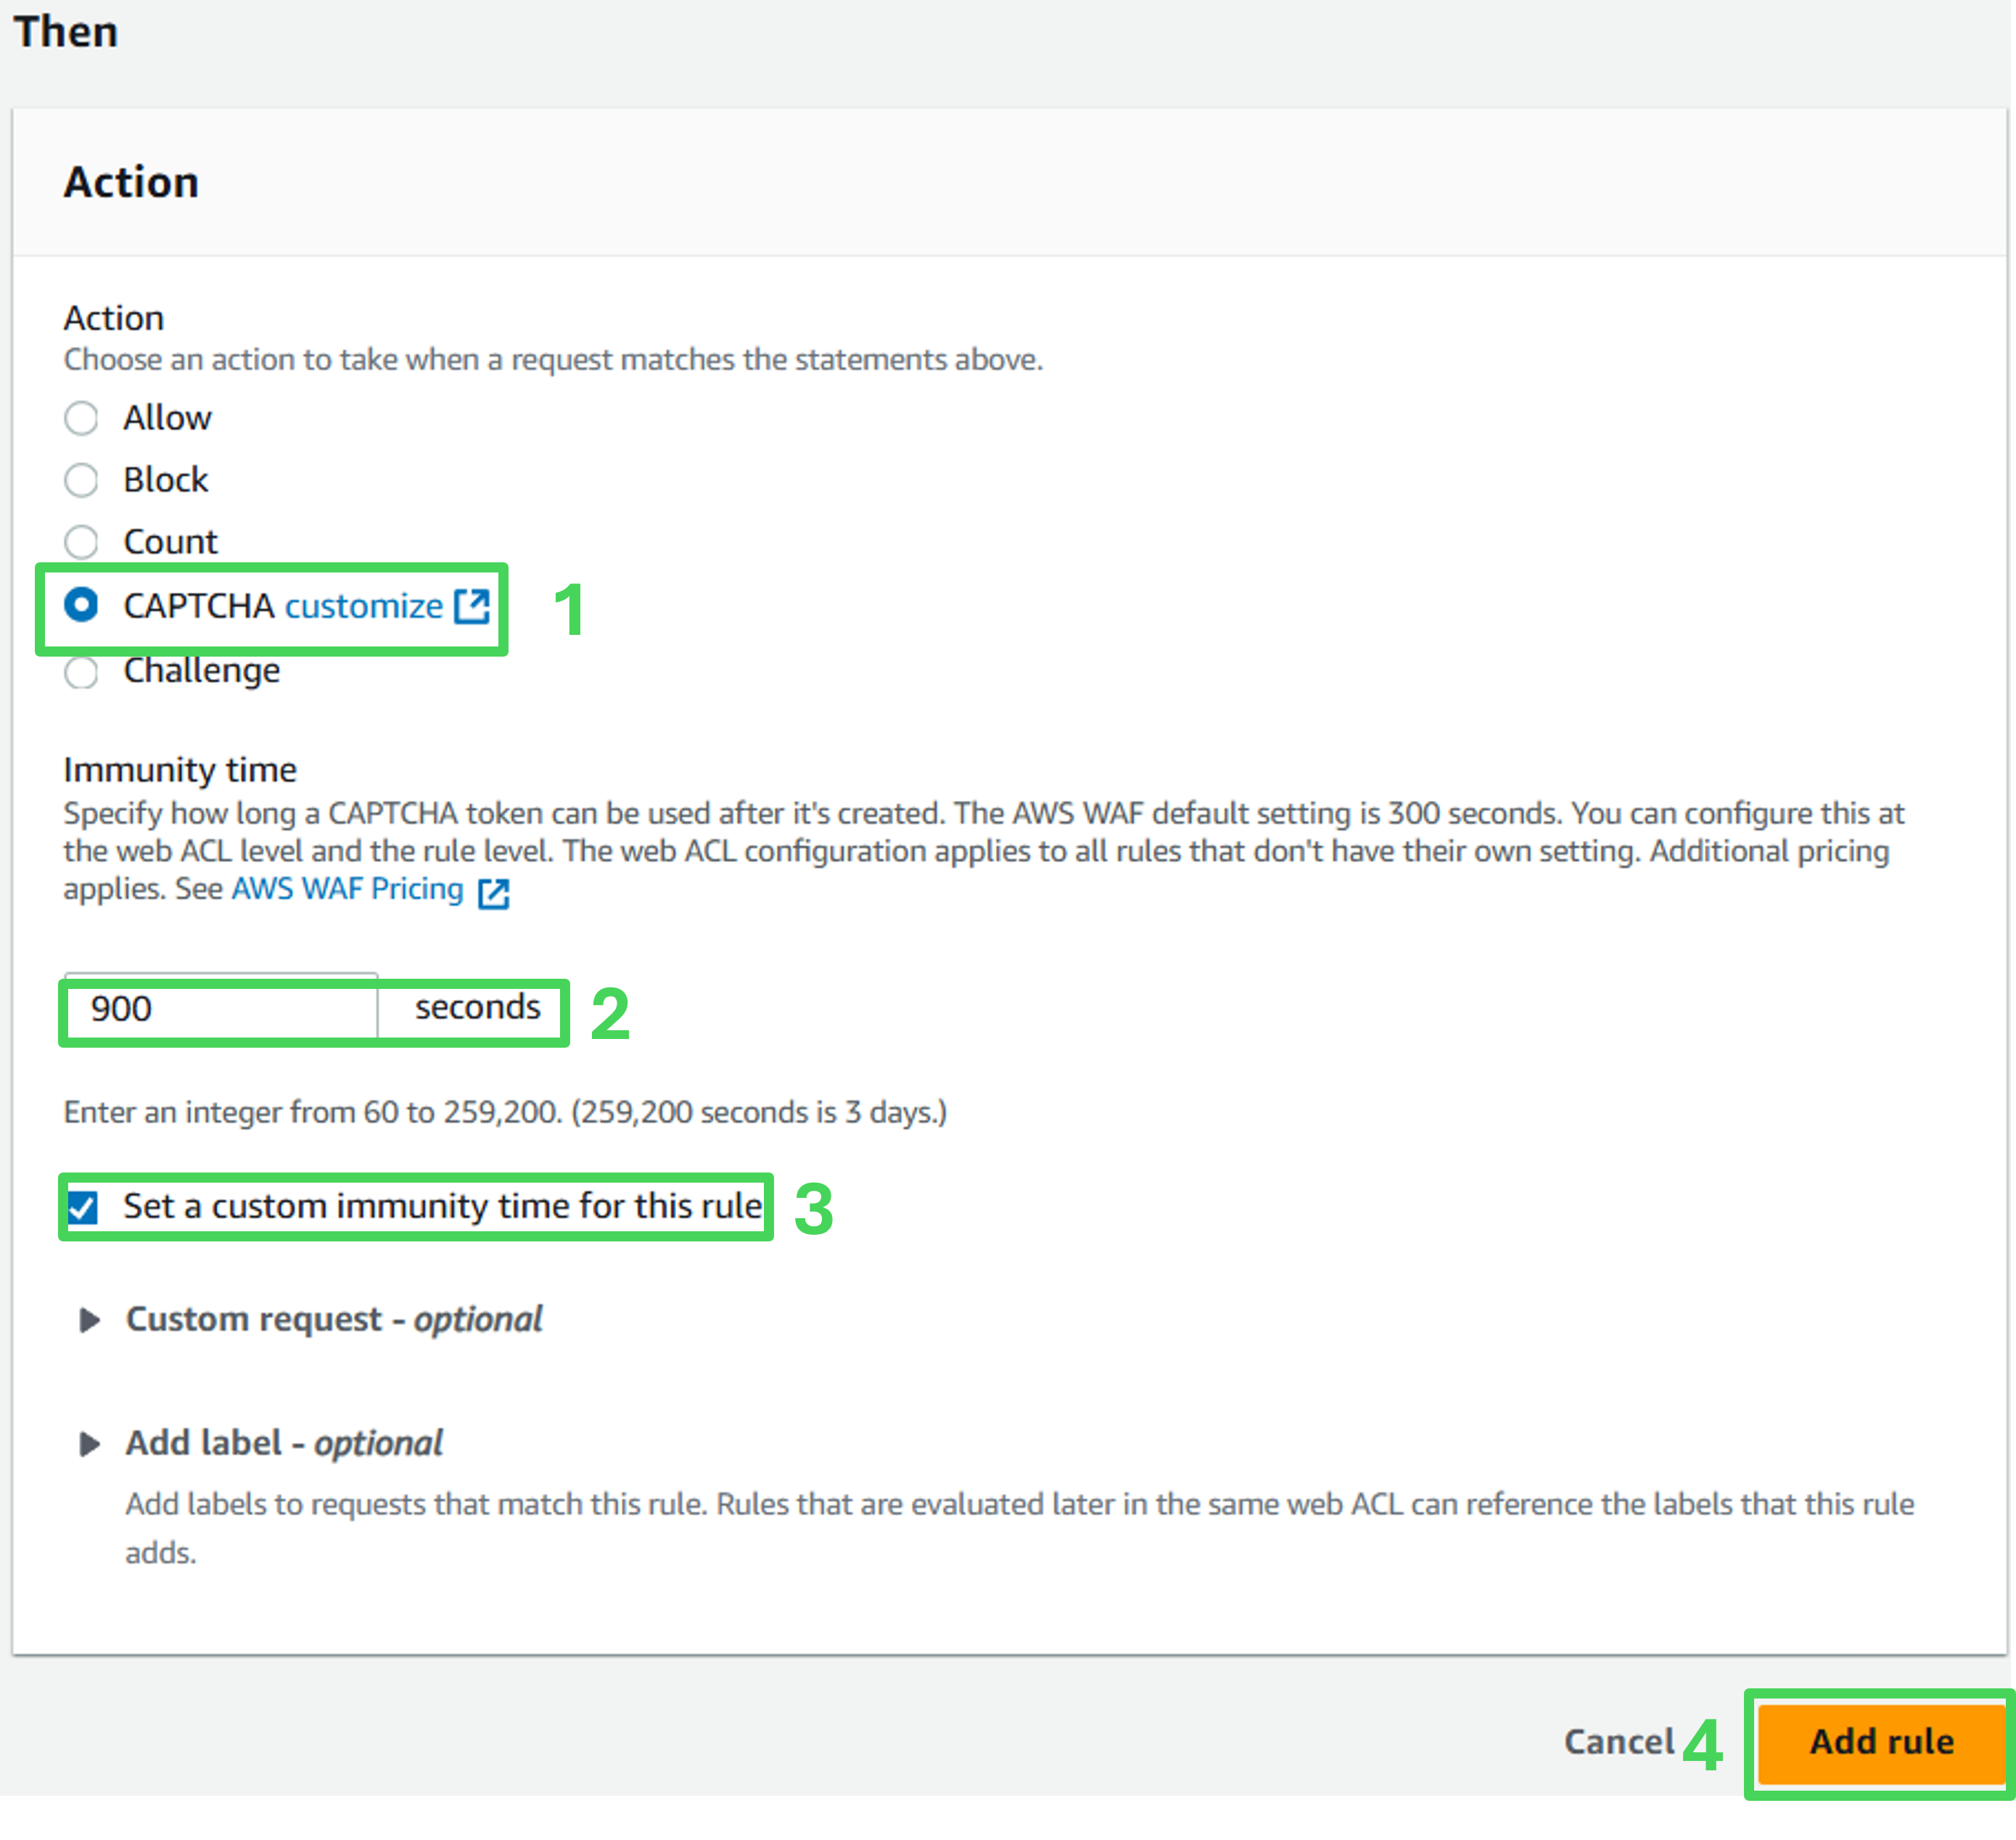 Then
Action
Action
Choose an action to take when a request matches the statements above.
Allow
Block
Count
CAPTCHA customize 1
Challenge
Immunity time
Specify how long a CAPTCHA token can be used after it's created. The AWS WAF default setting is 300 seconds. You can configure this at
the web ACL level and the rule level. The web ACL configuration applies to all rules that don't have their own setting. Additional pricing
applies. See AWS WAF Pricing
900 seconds 2
Enter an integer from 60 to 259,200. (259,200 seconds is 3 days.)
Set a custom immunity time for this rule 3
Custom request - optional
Add label - optional
Add labels to requests that match this rule. Rules that are evaluated later in the same web ACL can reference the labels that this rule
adds.
Cancel 4 Add rule